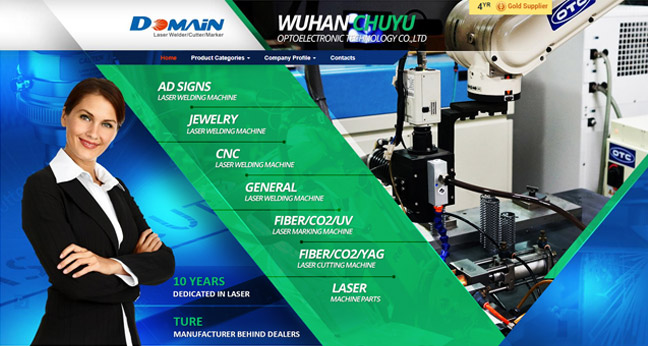 DOMAIN
Laser Welder/Cutter/Marker
WUHAN CHUYU
OPTOELECTRONIC TECHNOLOGY CO.,LTD
4YR Gold Supplier
Home Product Categories Company Profile Contacts
AD SIGNS
LASER WELDING MACHINE
JEWELRY
LASER WELDING MACHINE
CNC
LASER WELDING MACHINE
GENERAL
LASER WELDING MACHINE
FIBER/CO2/UV
LASER MARKING MACHINE
FIBER/CO2/YAG
LASER CUTTING MACHINE
LASER
MACHINE PARTS
10 YEARS
DEDICATED IN LASER
TURE
MANUFACTURER BEHIND DEALERS
OTC
OTC